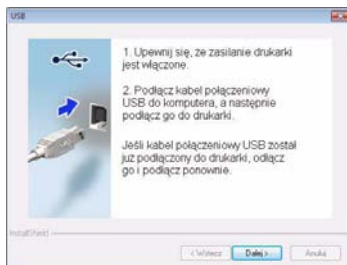 USB
1. Upewnij się, że zasilanie drukarki
jest włączone.
2. Podłącz kabel połączeniowy
USB do komputera, a następnie
podłącz go do drukarki.
Jeśli kabel połączeniowy USB został
już podłączony do drukarki, odłącz
go i podłącz ponownie.
InstallShield
< Wstecz Dalej > Anuluj